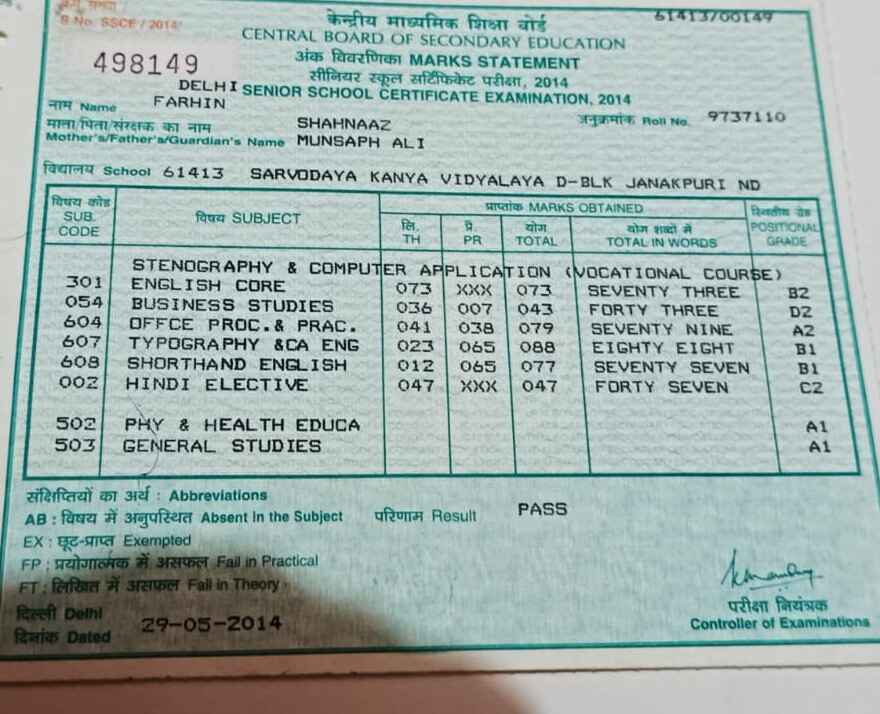 S.No. SSCE / 2014
61413/00149
केन्द्रीय माध्यमिक शिक्षा बोर्ड
CENTRAL BOARD OF SECONDARY EDUCATION
498149
अंक विवरणिका MARKS STATEMENT
सीनियर स्कूल सर्टिफिकेट परीक्षा, 2014
DELHI SENIOR SCHOOL CERTIFICATE EXAMINATION, 2014
नाम Name FARHIN
अनुक्रमांक Roll No. 9737110
माता/पिता/संरक्षक का नाम SHAHNAAZ
Mother's/Father's/Guardian's Name MUNSAPH ALI
विद्यालय School 61413 SARVODAYA KANYA VIDYALAYA D-BLK JANAKPURI ND
विषय कोड SUB. CODE विषय SUBJECT प्राप्तांक MARKS OBTAINED स्थितीय ग्रेड POSITIONAL GRADE
लि. TH प्रे. PR योग TOTAL योग शब्दों में TOTAL IN WORDS
STENOGRAPHY & COMPUTER APPLICATION (VOCATIONAL COURSE)
301 ENGLISH CORE 073 XXX 073 SEVENTY THREE B2
054 BUSINESS STUDIES 036 007 043 FORTY THREE D2
604 OFFCE PROC.& PRAC. 041 038 079 SEVENTY NINE A2
607 TYPOGRAPHY &CA ENG 023 065 088 EIGHTY EIGHT B1
608 SHORTHAND ENGLISH 012 065 077 SEVENTY SEVEN B1
002 HINDI ELECTIVE 047 XXX 047 FORTY SEVEN C2
502 PHY & HEALTH EDUCA A1
503 GENERAL STUDIES A1
संक्षिप्तियों का अर्थ : Abbreviations
AB : विषय में अनुपस्थित Absent in the Subject परिणाम Result PASS
EX : छूट-प्राप्त Exempted
FP : प्रयोगात्मक में असफल Fail in Practical
FT : लिखित में असफल Fail in Theory
दिल्ली Delhi
दिनांक Dated 29-05-2014
परीक्षा नियंत्रक
Controller of Examinations